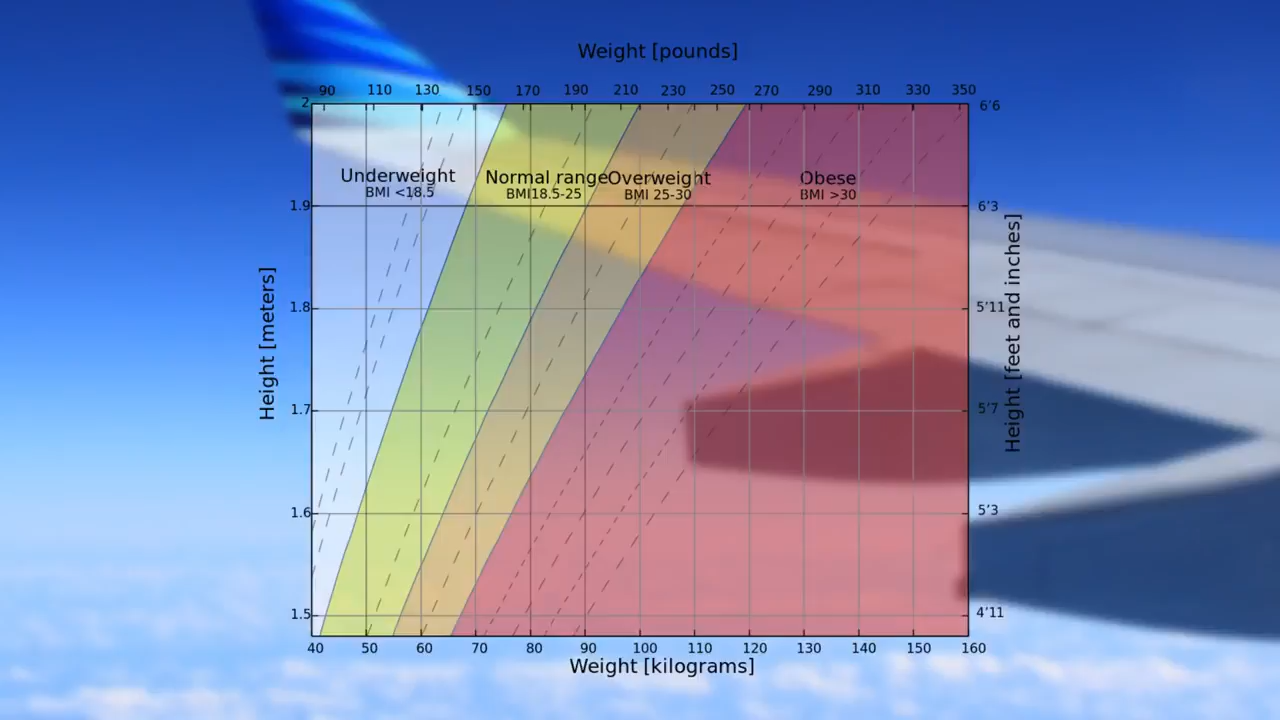 Weight [pounds]
90 110 130 150 170 190 210 230 250 270 290 310 330 350
2 6'6
Underweight Normal range Overweight Obese
BMI <18.5 BMI18.5-25 BMI 25-30 BMI >30
1.9 6'3
1.8 5'11
1.7 5'7
1.6 5'3
1.5 4'11
Height [meters]
Height [feet and inches]
40 50 60 70 80 90 100 110 120 130 140 150 160
Weight [kilograms]